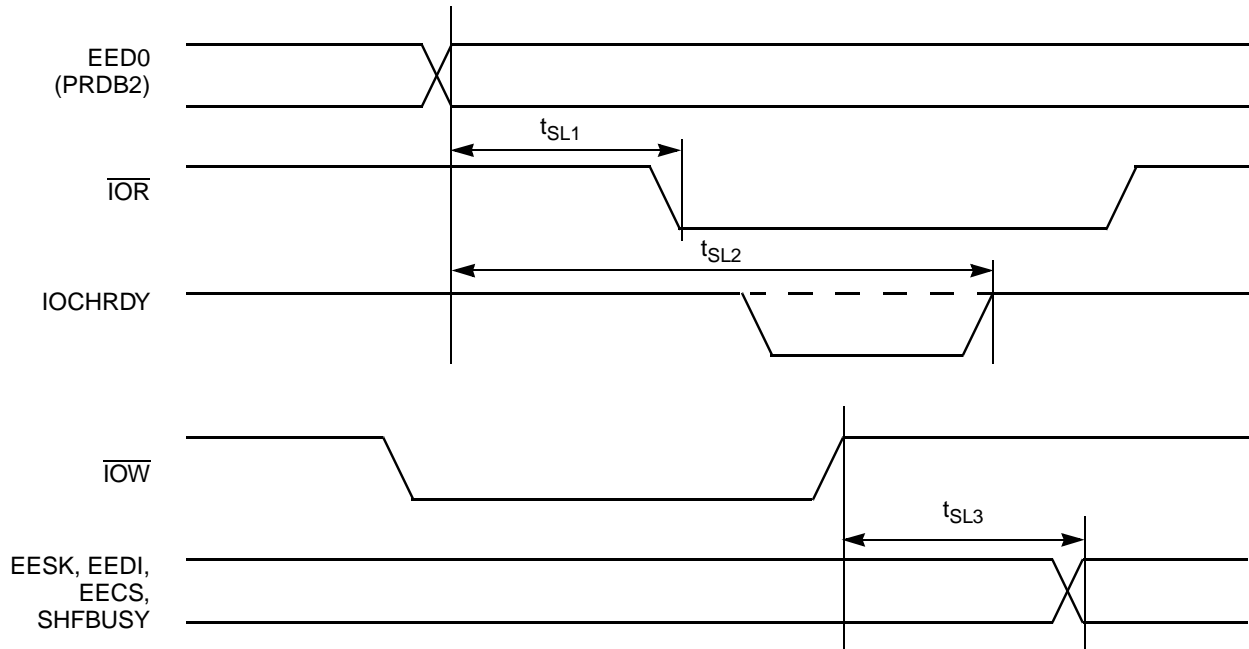 EED0
(PRDB2)
tSL1
IOR
tSL2
IOCHRDY
IOW
tSL3
EESK, EEDI,
EECS,
SHFBUSY